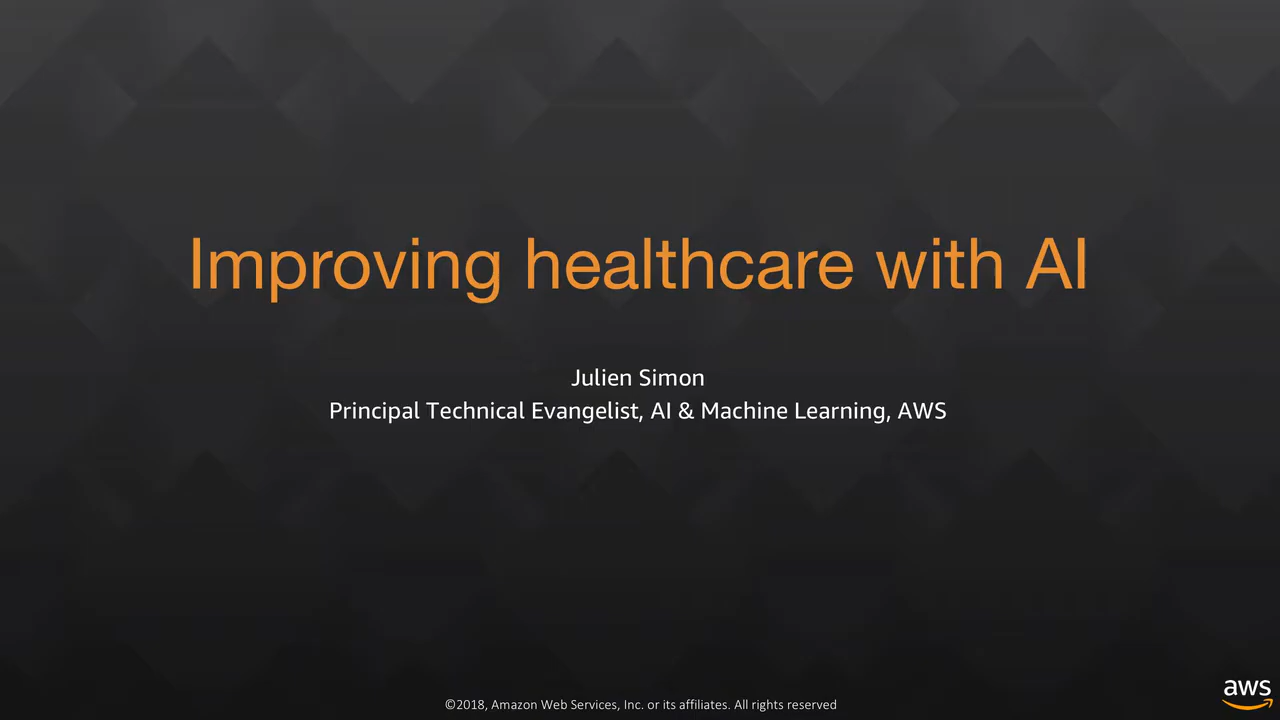 Improving healthcare with AI
Julien Simon
Principal Technical Evangelist, AI & Machine Learning, AWS
©2018, Amazon Web Services, Inc. or its affiliates. All rights reserved
aws